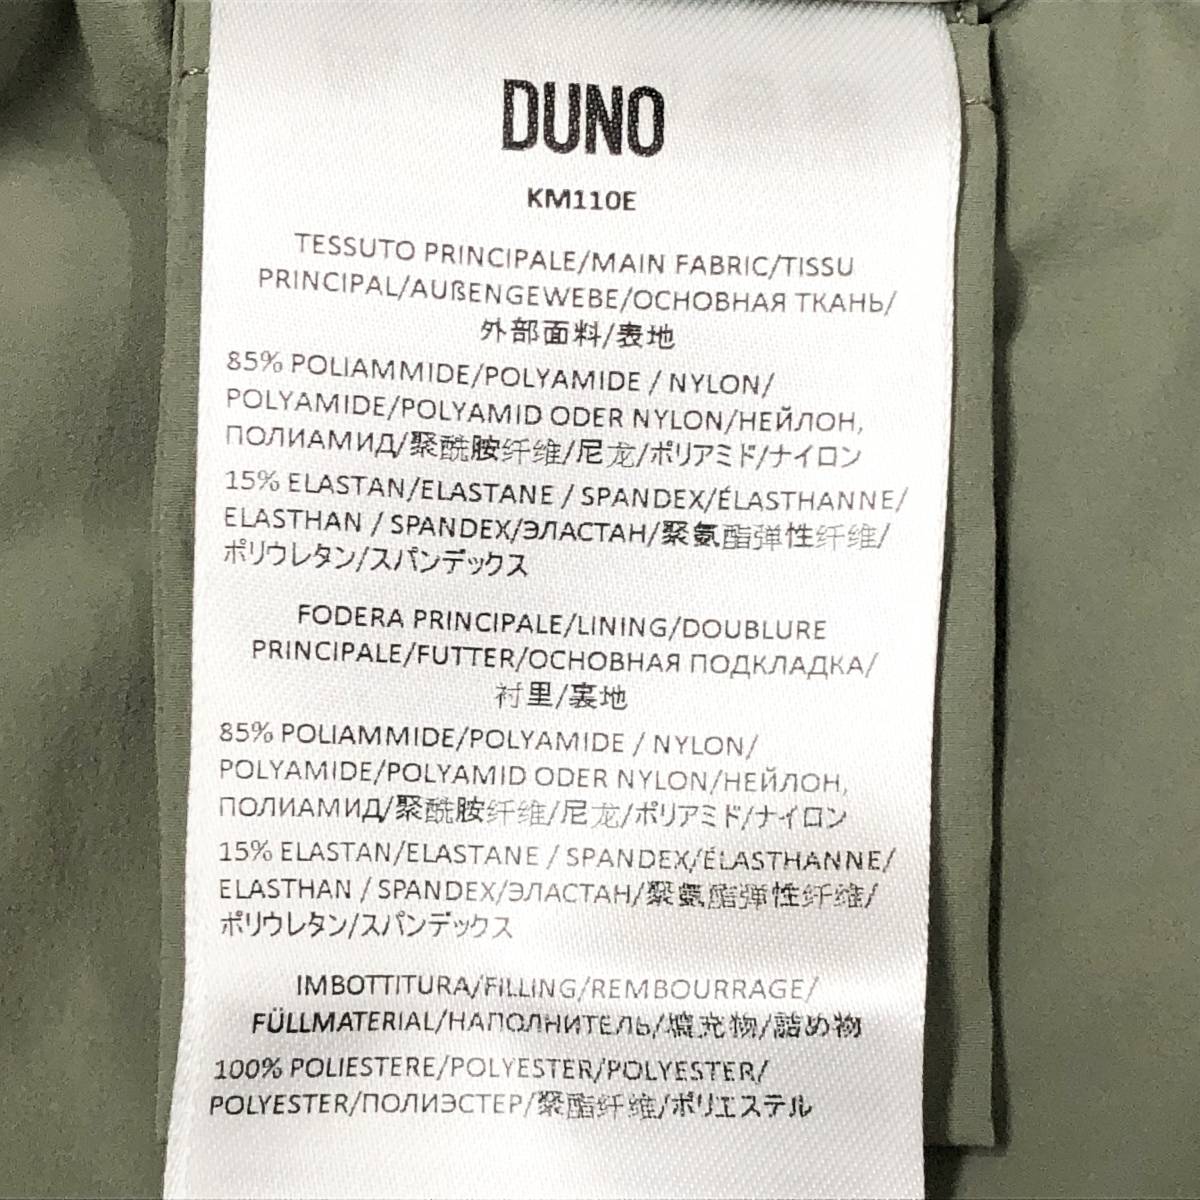 DUNO
KM110E
TESSUTO PRINCIPALE/MAIN FABRIC/TISSU
PRINCIPAL/AUßENGEWEBE/ОСНОВНАЯ ТКАНЬ/
外部面料/表地
85% POLIAMMIDE/POLYAMIDE / NYLON/
POLYAMIDE/POLYAMID ODER NYLON/НЕЙЛОН,
ПОЛИАМИД/聚酰胺纤维/尼龙/ポリアミド/ナイロン
15% ELASTAN/ELASTANE / SPANDEX/ÉLASTHANNE/
ELASTHAN / SPANDEX/ЭЛАСТАН/聚氨酯弹性纤维/
ポリウレタン/スパンデックス
FODERA PRINCIPALE/LINING/DOUBLURE
PRINCIPALE/FUTTER/ОСНОВНАЯ ПОДКЛАДКА/
衬里/裏地
85% POLIAMMIDE/POLYAMIDE / NYLON/
POLYAMIDE/POLYAMID ODER NYLON/НЕЙЛОН,
ПОЛИАМИД/聚酰胺纤维/尼龙/ポリアミド/ナイロン
15% ELASTAN/ELASTANE / SPANDEX/ÉLASTHANNE/
ELASTHAN / SPANDEX/ЭЛАСТАН/聚氨酯弹性纤维/
ポリウレタン/スパンデックス
IMBOTTITURA/FILLING/REMBOURRAGE/
FÜLLMATERIAL/НАПОЛНИТЕЛЬ/填充物/詰め物
100% POLIESTERE/POLYESTER/POLYESTER/
POLYESTER/ПОЛИЭСТЕР/聚酯纤维/ポリエステル